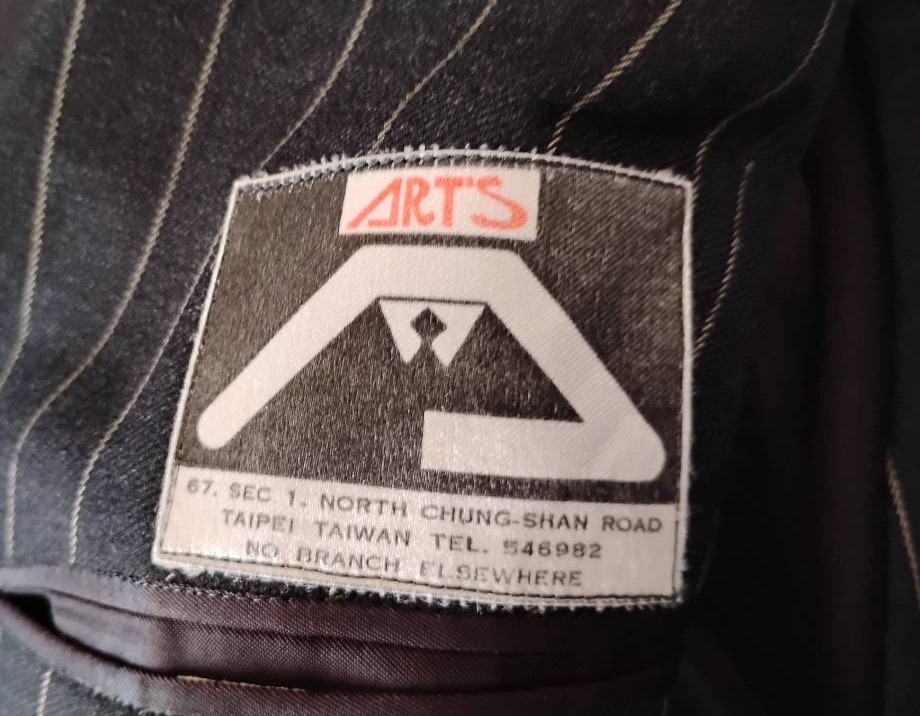 ART'S
67. SEC 1. NORTH CHUNG-SHAN ROAD
TAIPEI TAIWAN TEL. 546982
NO BRANCH ELSEWHERE